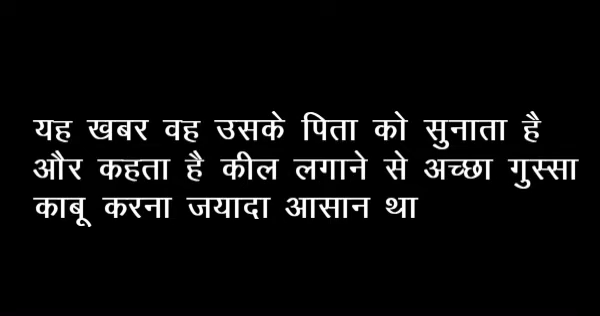 यह खबर वह उसके पिता को सुनाता है
और कहता है कील लगाने से अच्छा गुस्सा
काबू करना जयादा आसान था